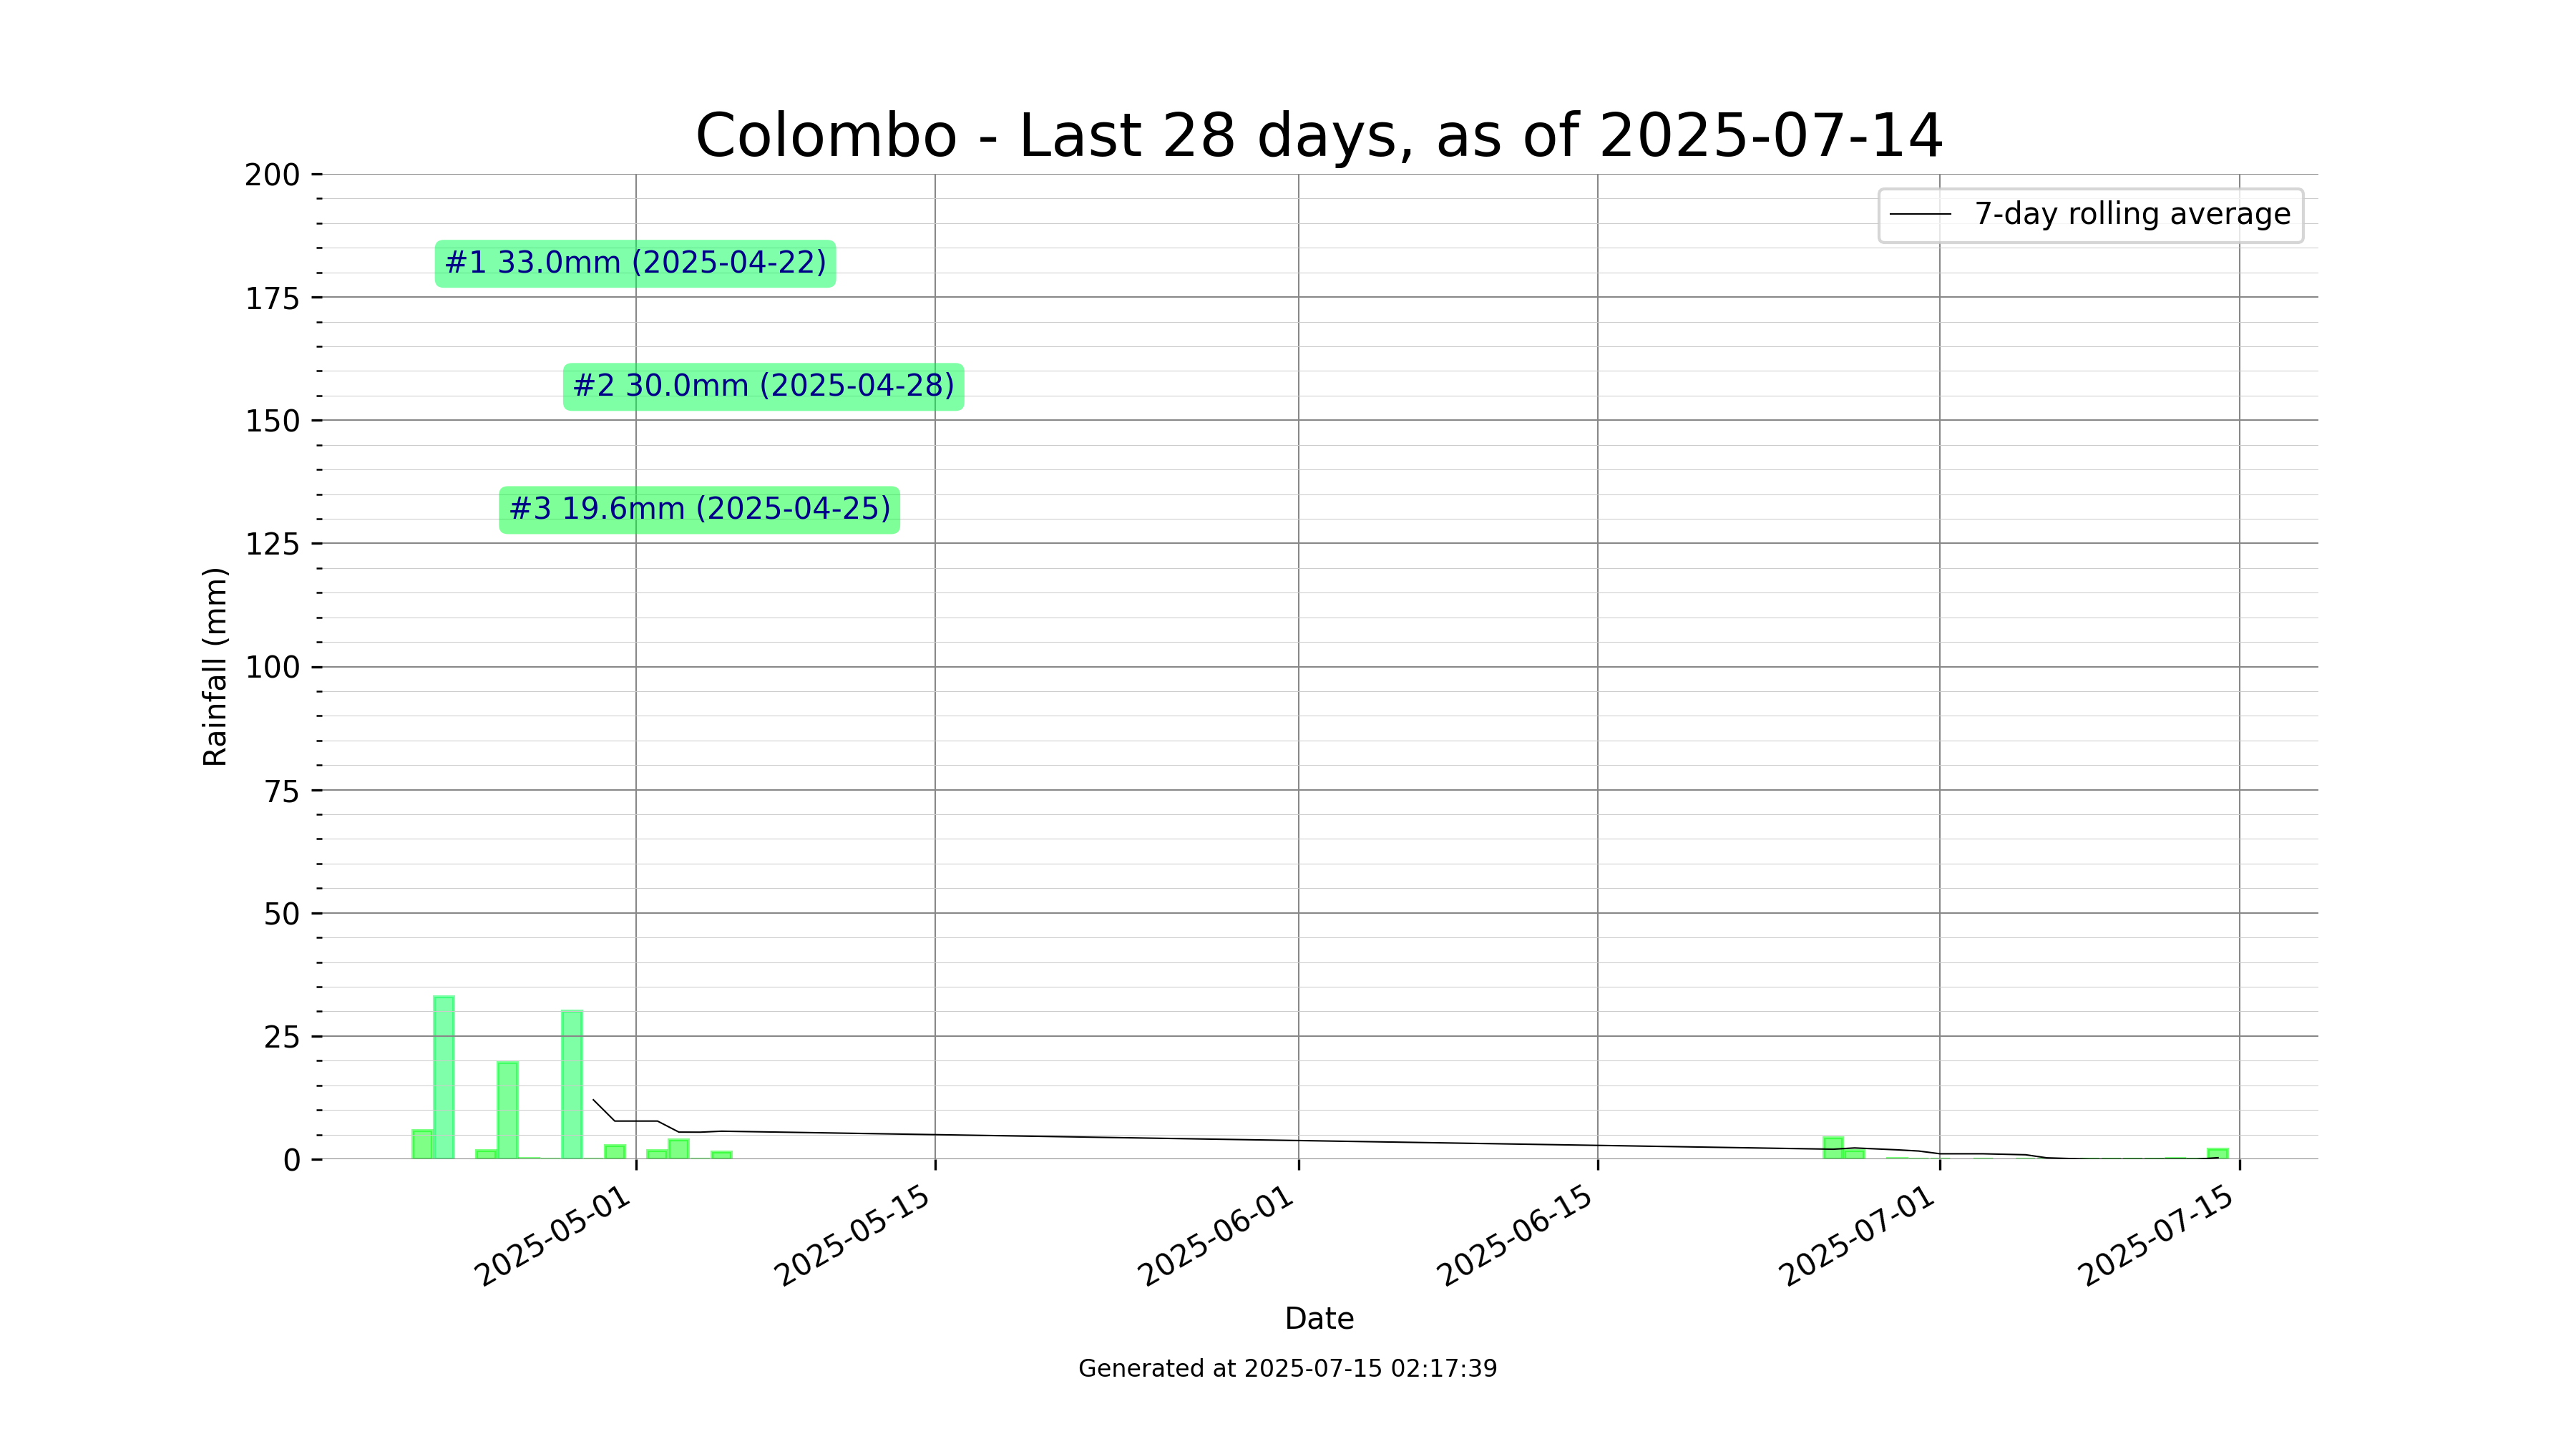 Colombo - Last 28 days, as of 2025-07-14
7-day rolling average
#1 33.0mm (2025-04-22)
#2 30.0mm (2025-04-28)
#3 19.6mm (2025-04-25)
Rainfall (mm)
200
175
150
125
100
75
50
25
0
2025-05-01
2025-05-15
2025-06-01
2025-06-15
2025-07-01
2025-07-15
Date
Generated at 2025-07-15 02:17:39